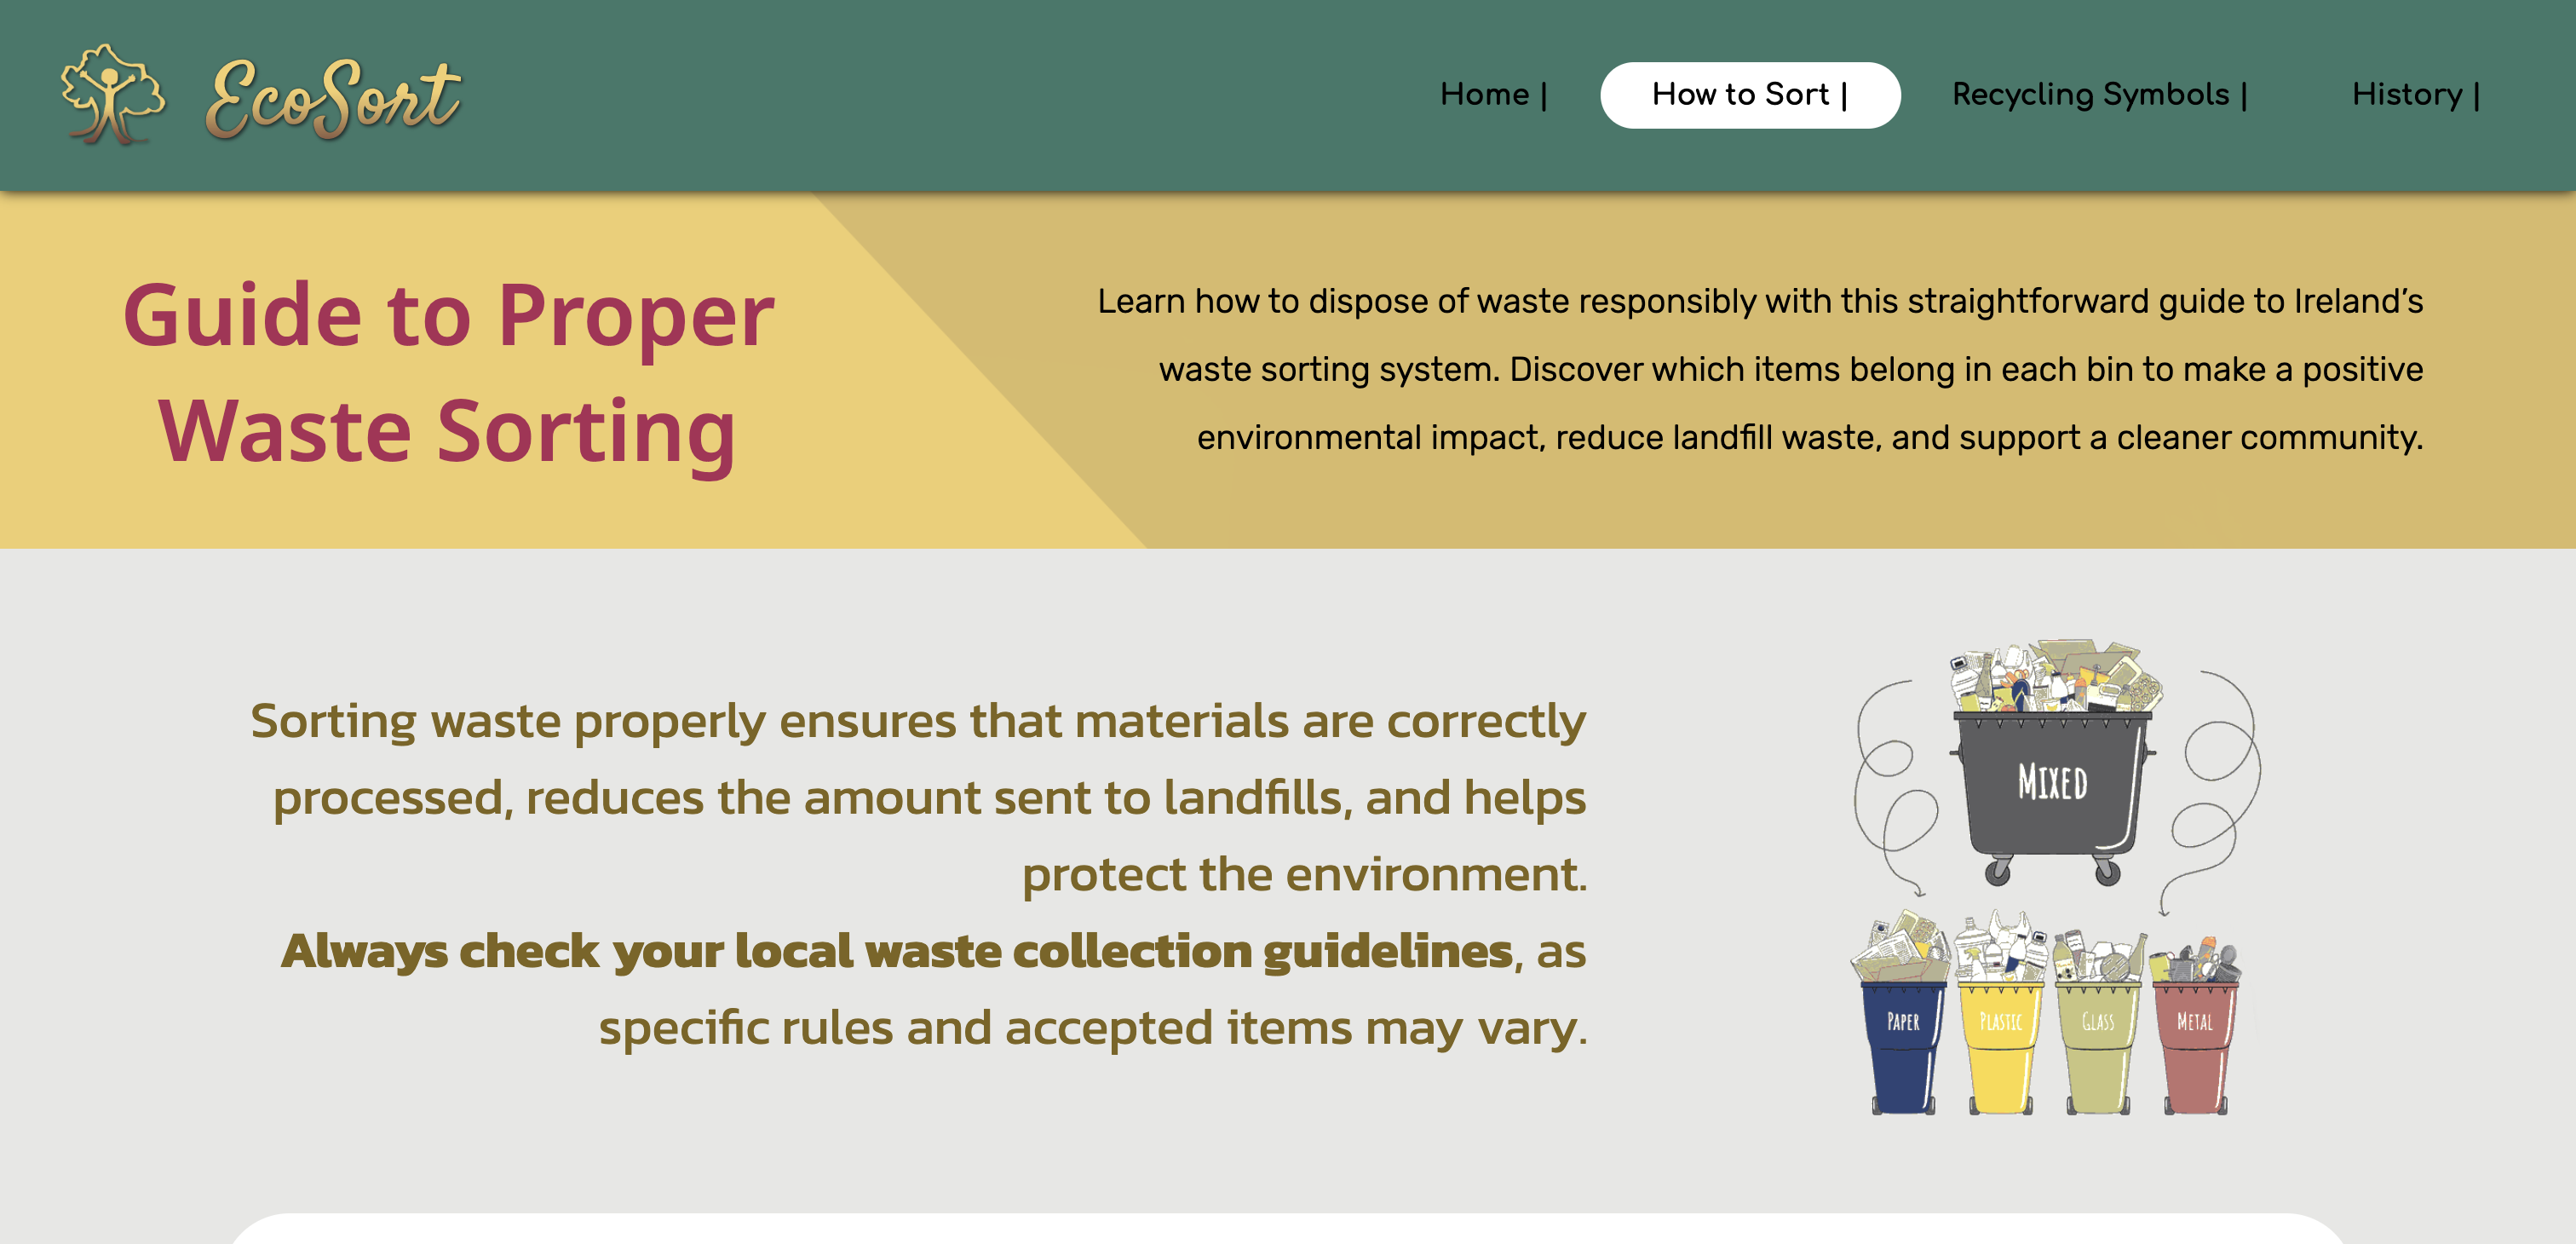 EcoSort
Home |
How to Sort |
Recycling Symbols |
History |
Guide to Proper
Waste Sorting
Learn how to dispose of waste responsibly with this straightforward guide to Ireland’s
waste sorting system. Discover which items belong in each bin to make a positive
environmental impact, reduce landfill waste, and support a cleaner community.
Sorting waste properly ensures that materials are correctly
processed, reduces the amount sent to landfills, and helps
protect the environment.
Always check your local waste collection guidelines, as
specific rules and accepted items may vary.
MIXED
PAPER
PLASTIC
GLASS
METAL